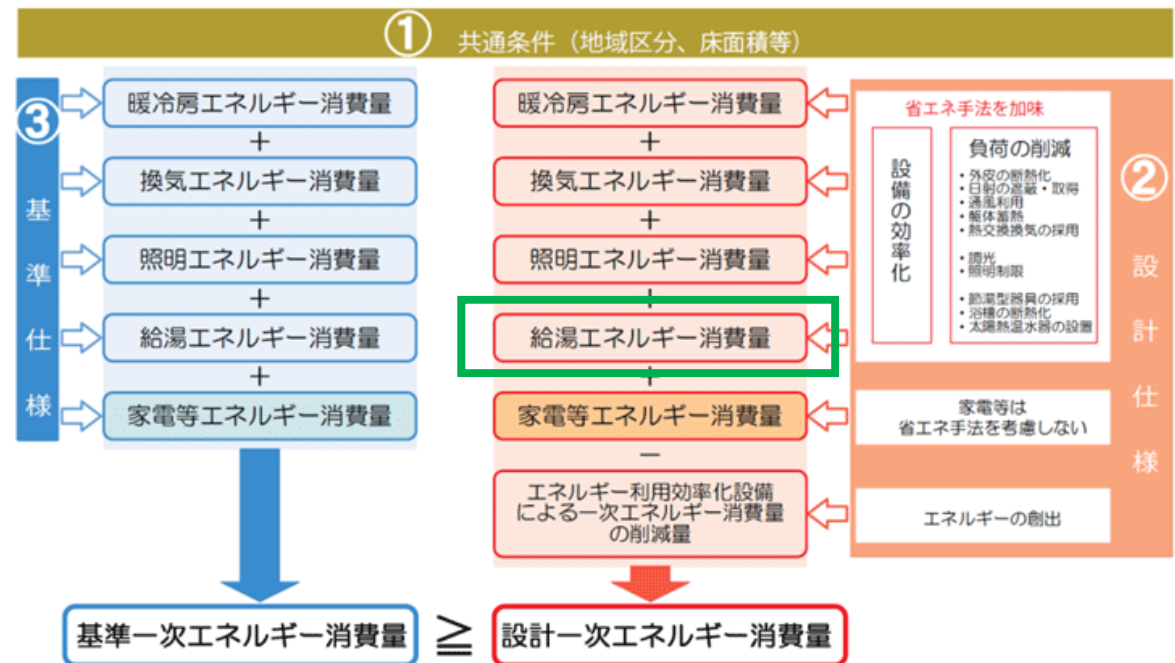 ① 共通条件（地域区分、床面積等）
③
基準仕様
暖冷房エネルギー消費量
+
換気エネルギー消費量
+
照明エネルギー消費量
+
給湯エネルギー消費量
+
家電等エネルギー消費量
基準一次エネルギー消費量
≧
暖冷房エネルギー消費量
+
換気エネルギー消費量
+
照明エネルギー消費量
+
給湯エネルギー消費量
+
家電等エネルギー消費量
−
エネルギー利用効率化設備
による一次エネルギー消費量
の削減量
設計一次エネルギー消費量
省エネ手法を加味
設備の効率化
負荷の削減
・外皮の断熱化
・日射の遮蔽・取得
・通風利用
・躯体蓄熱
・熱交換換気の採用
・調光
・照明制限
・節湯型器具の採用
・浴槽の断熱化
・太陽熱温水器の設置
家電等は
省エネ手法を考慮しない
エネルギーの創出
②
設計仕様